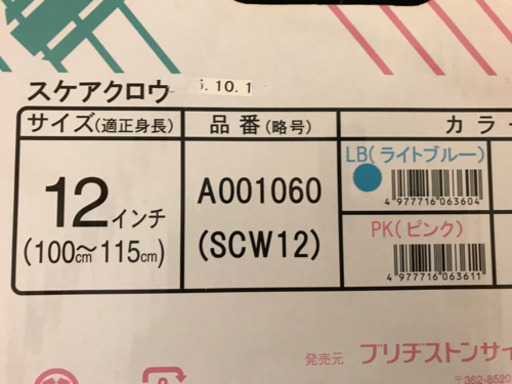 スケアクロウ
.10.1
サイズ(適正身長) 品番(略号) カラ
12インチ
(100cm〜115cm)
A001060
(SCW12)
LB(ライトブルー)
4 977716 063604
PK(ピンク)
4 977716 063611
発売元 ブリヂストンサイ
〒362-8520